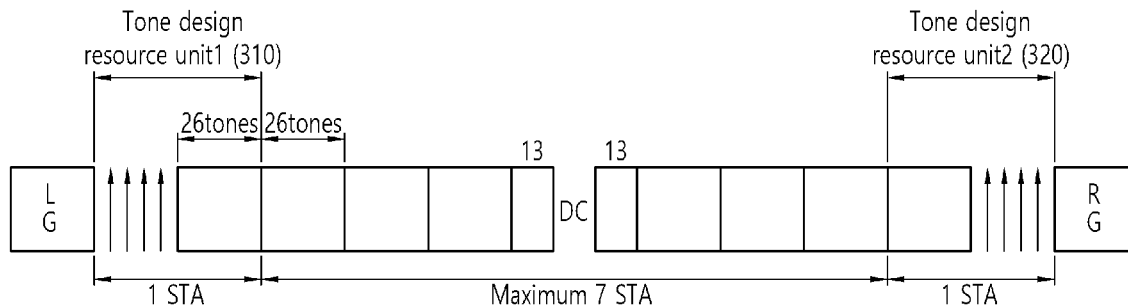 Tone design
resource unit1 (310)
Tone design
resource unit2 (320)
26tones 26tones
13
13
L
G
DC
R
G
1 STA
Maximum 7 STA
1 STA